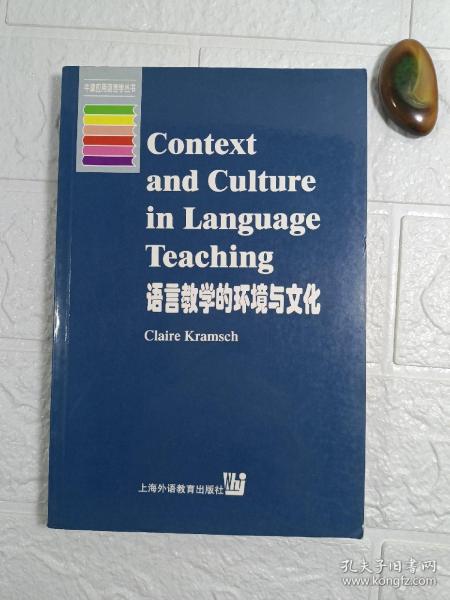 牛津应用语言学丛书
Context
and Culture
in Language
Teaching
语言教学的环境与文化
Claire Kramsch
上海外语教育出版社
孔夫子旧书网
www.kongfz.com